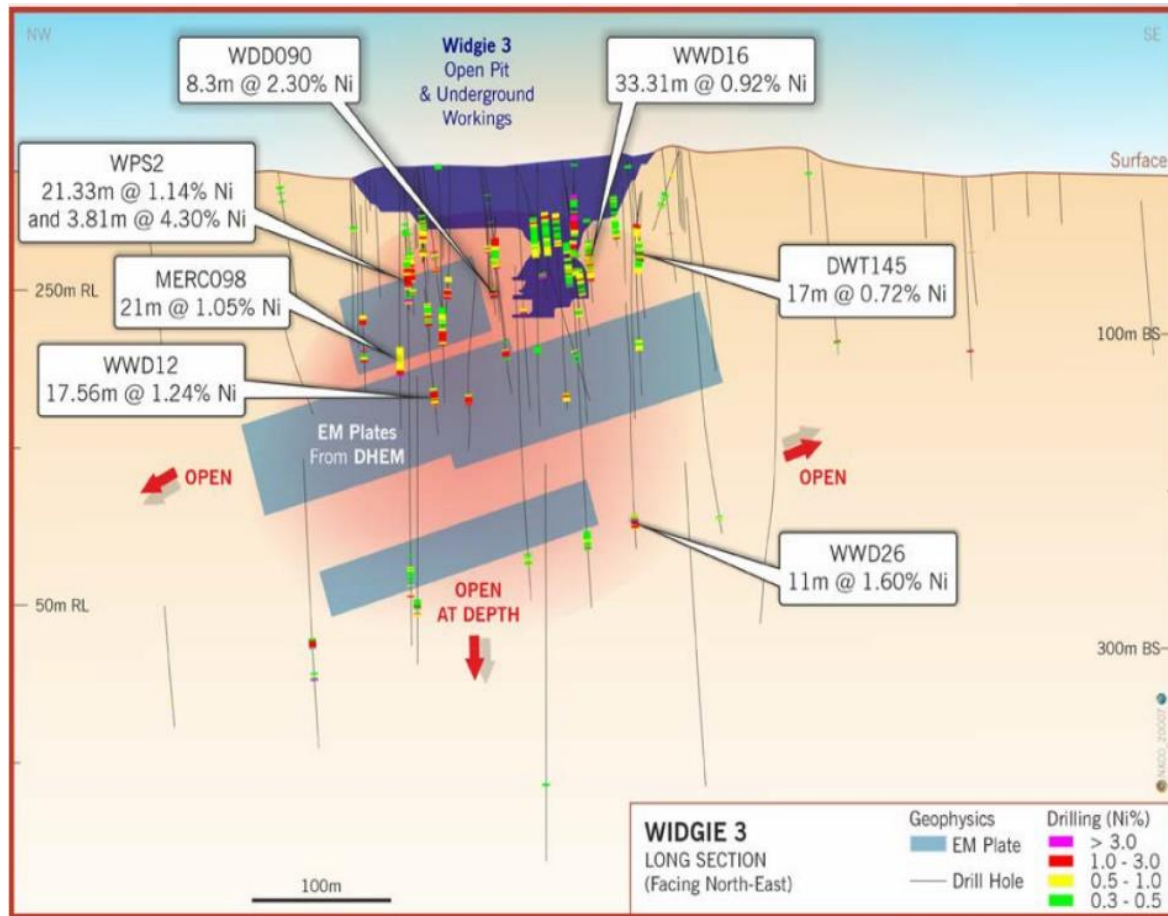 NW
SE
WDD090
8.3m @ 2.30% Ni
Widgie 3
Open Pit
& Underground
Workings
WWD16
33.31m @ 0.92% Ni
WPS2
21.33m @ 1.14% Ni
and 3.81m @ 4.30% Ni
Surface
MERC098
21m @ 1.05% Ni
DWT145
17m @ 0.72% Ni
250m RL
100m BS
WWD12
17.56m @ 1.24% Ni
EM Plates
From DHEM
OPEN
OPEN
WWD26
11m @ 1.60% Ni
OPEN
AT DEPTH
50m RL
300m BS
100m
WIDGIE 3
LONG SECTION
(Facing North-East)
Geophysics
EM Plate
Drill Hole
Drilling (Ni%)
> 3.0
1.0 - 3.0
0.5 - 1.0
0.3 - 0.5